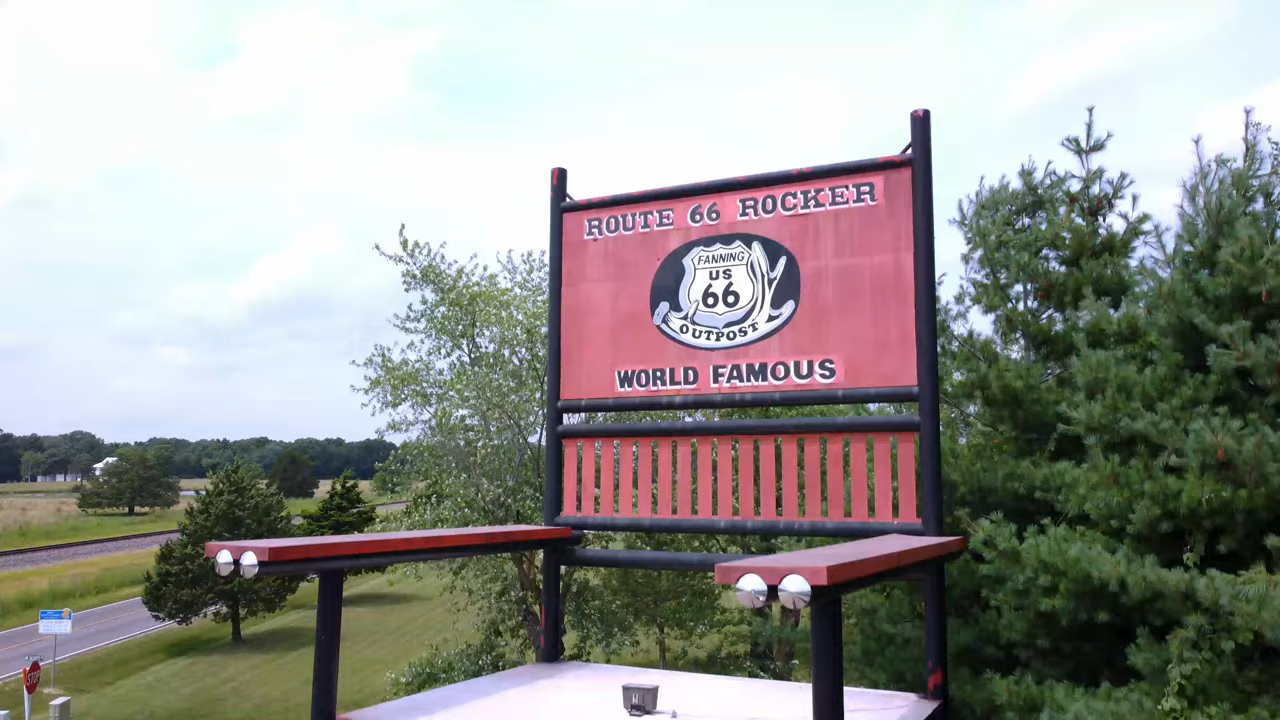 ROUTE 66 ROCKER
FANNING
US
66
OUTPOST
WORLD FAMOUS
STOP